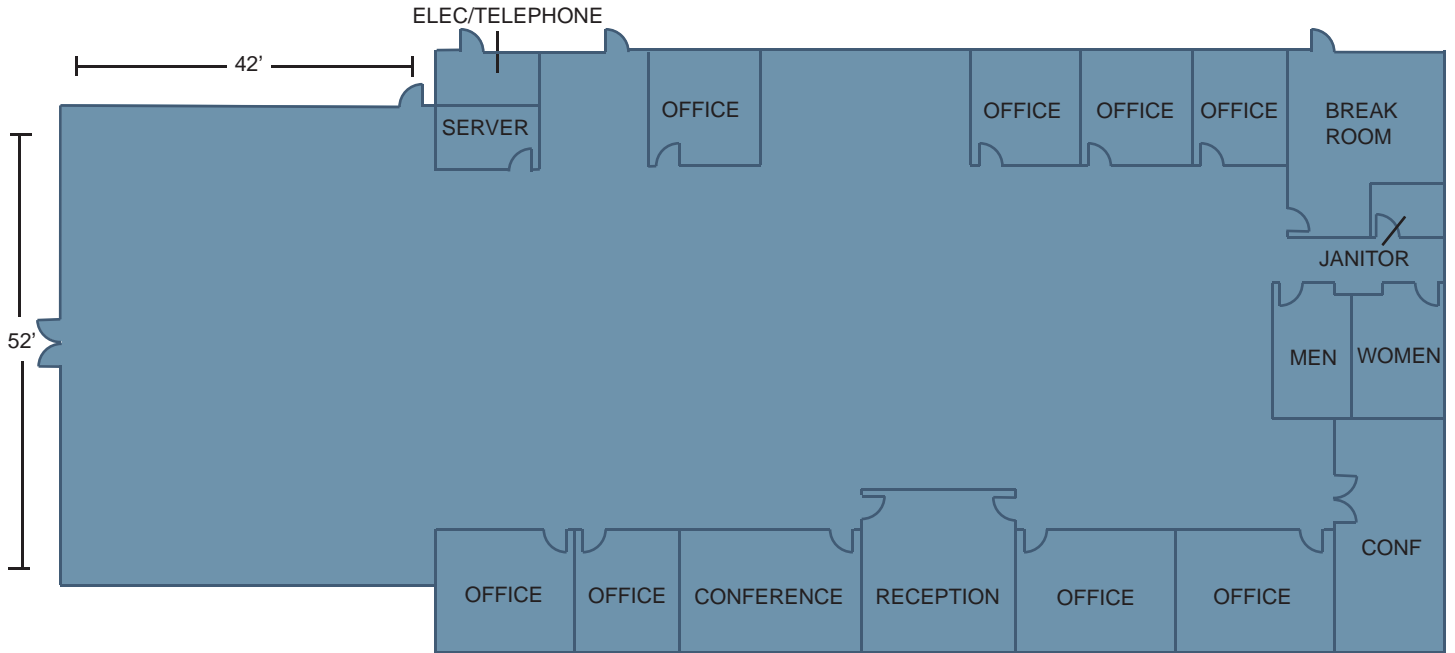 ELEC/TELEPHONE
42'
OFFICE
OFFICE
OFFICE
OFFICE
BREAK
ROOM
SERVER
JANITOR
52'
MEN
WOMEN
CONF
OFFICE
OFFICE
CONFERENCE
RECEPTION
OFFICE
OFFICE